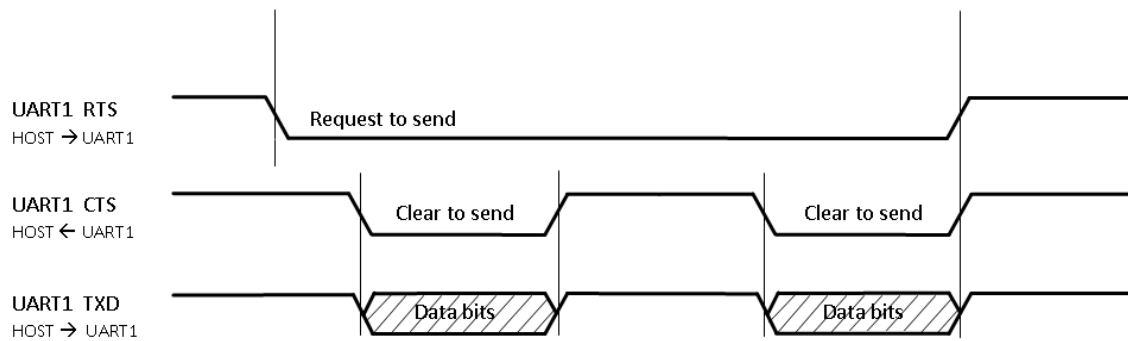 UART1 RTS
HOST → UART1
Request to send
UART1 CTS
HOST ← UART1
Clear to send
Clear to send
UART1 TXD
HOST → UART1
Data bits
Data bits